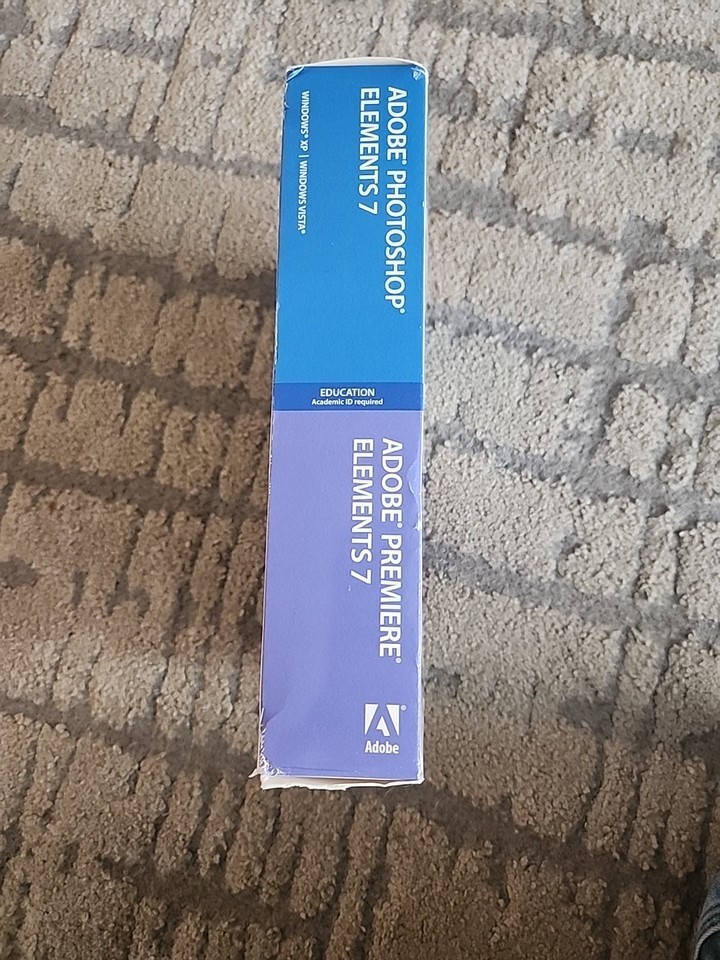 ADOBE® PHOTOSHOP®
ELEMENTS 7
WINDOWS® XP | WINDOWS VISTA®
EDUCATION
Academic ID required
ADOBE® PREMIERE®
ELEMENTS 7
Adobe